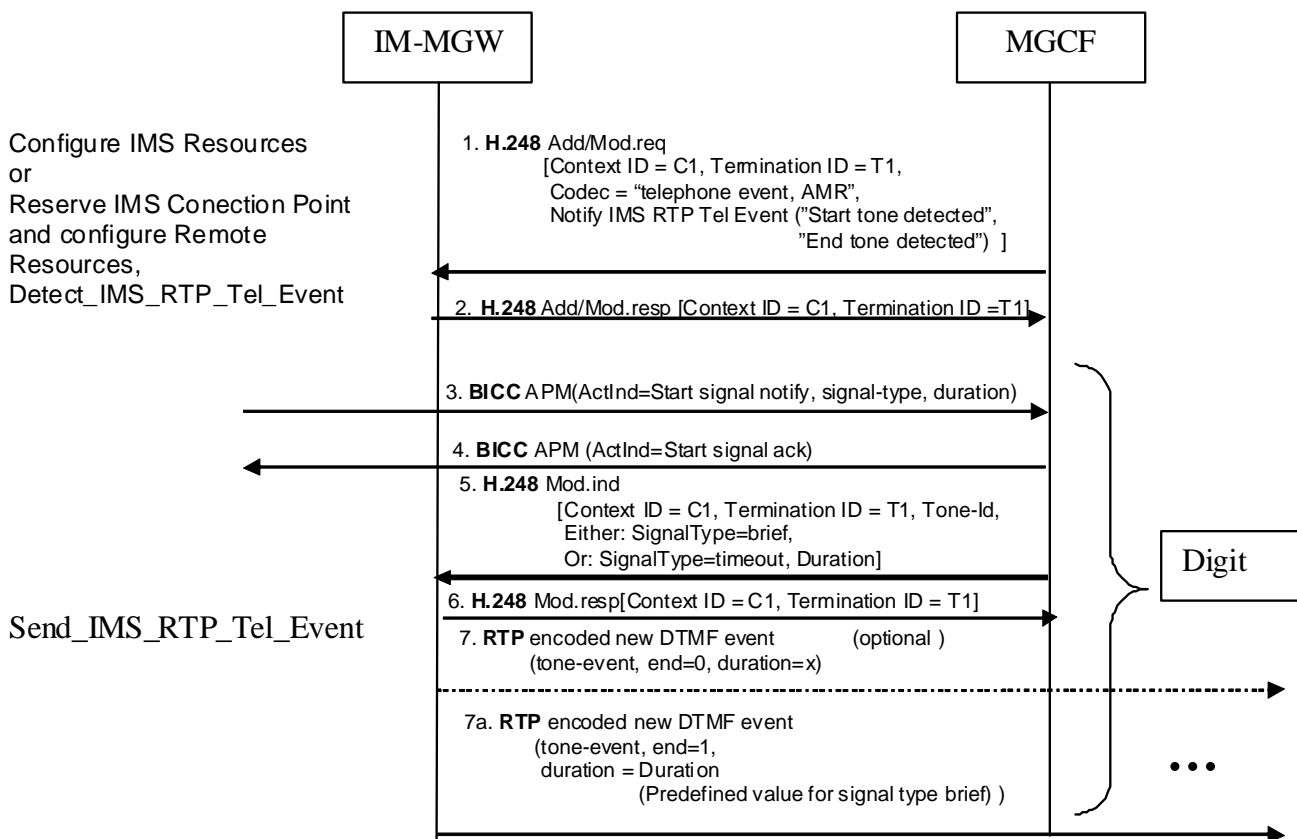 IM-MGW
MGCF
Configure IMS Resources
or
Reserve IMS Conection Point
and configure Remote
Resources,
Detect_IMS_RTP_Tel_Event
1. H.248 Add/Mod.req
[Context ID = C1, Termination ID = T1,
Codec = “telephone event, AMR”,
Notify IMS RTP Tel Event (”Start tone detected”,
”End tone detected”) ]
2. H.248 Add/Mod.resp [Context ID = C1, Termination ID =T1]
3. BICC APM(ActInd=Start signal notify, signal-type, duration)
4. BICC APM (ActInd=Start signal ack)
5. H.248 Mod.ind
[Context ID = C1, Termination ID = T1, Tone-Id,
Either: SignalType=brief,
Or: SignalType=timeout, Duration]
Digit
6. H.248 Mod.resp[Context ID = C1, Termination ID = T1]
Send_IMS_RTP_Tel_Event
7. RTP encoded new DTMF event (optional )
(tone-event, end=0, duration=x)
7a. RTP encoded new DTMF event
(tone-event, end=1,
duration = Duration
(Predefined value for signal type brief) )
...